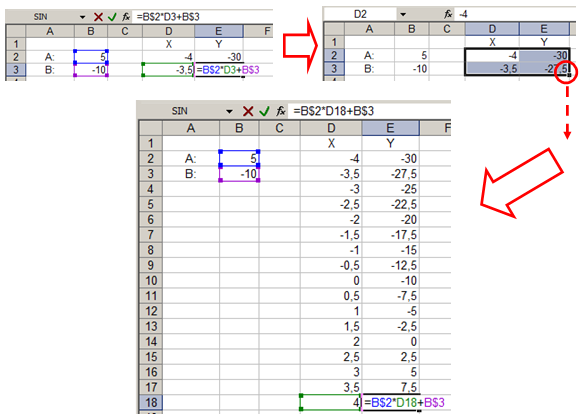 SIN =B$2*D3+B$3
A B C D E F
1 X Y
2 A: 5 -4 -30
3 B: -10 -3,5 =B$2*D3+B$3
D2 -4
A B C D E
1 X Y
2 A: 5 -4 -30
3 B: -10 -3,5 -27,5
SIN =B$2*D18+B$3
A B C D E F
1 X Y
2 A: 5 -4 -30
3 B: -10 -3,5 -27,5
4 -3 -25
5 -2,5 -22,5
6 -2 -20
7 -1,5 -17,5
8 -1 -15
9 -0,5 -12,5
10 0 -10
11 0,5 -7,5
12 1 -5
13 1,5 -2,5
14 2 0
15 2,5 2,5
16 3 5
17 3,5 7,5
18 4 =B$2*D18+B$3